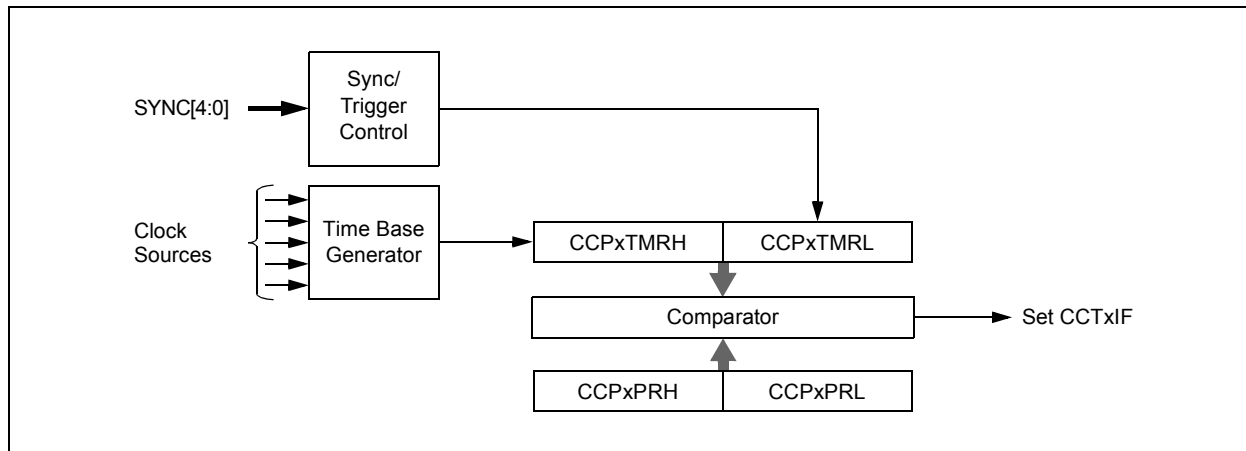 SYNC[4:0]
Sync/
Trigger
Control
Clock
Sources
Time Base
Generator
CCPxTMRH
CCPxTMRL
Comparator
Set CCTxIF
CCPxPRH
CCPxPRL